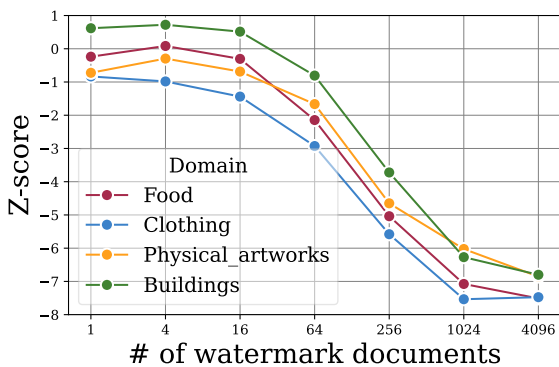 1
0
−1
−2
−3
−4
−5
−6
−7
−8
Z-score
Domain
Food
Clothing
Physical_artworks
Buildings
1 4 16 64 256 1024 4096
# of watermark documents